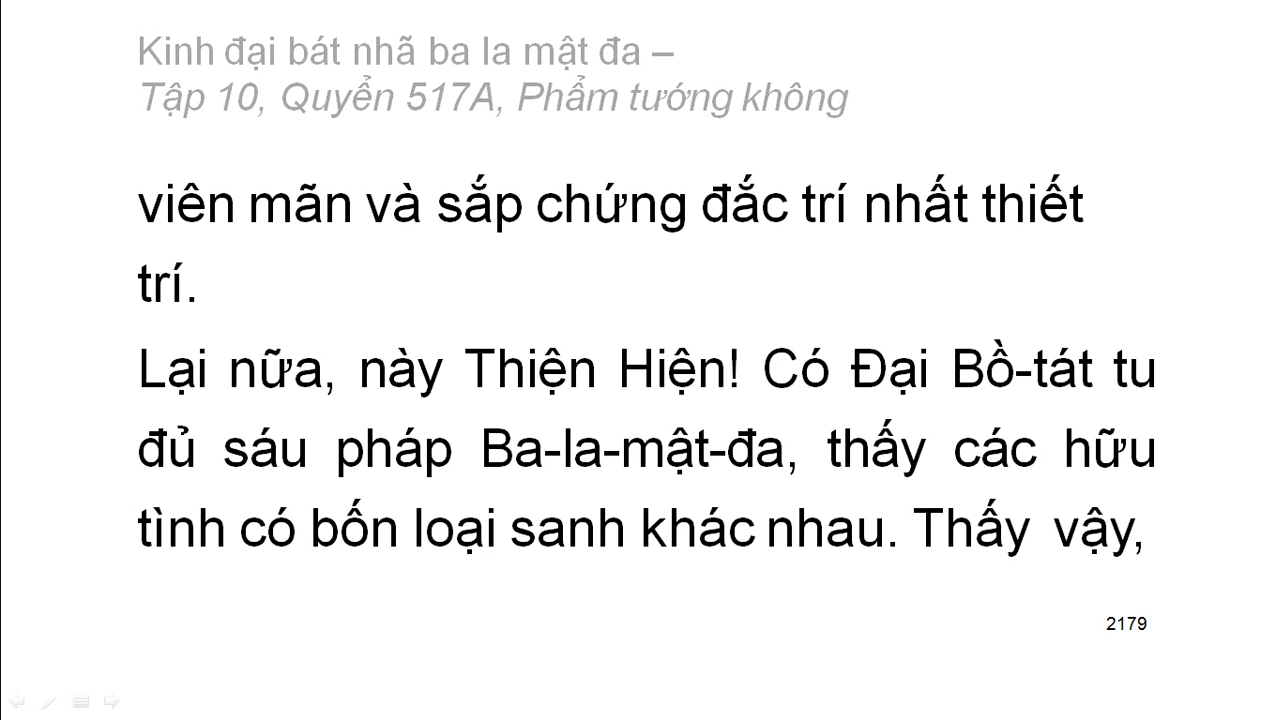 Kinh đại bát nhã ba la mật đa –
Tập 10, Quyển 517A, Phẩm tướng không
viên mãn và sắp chứng đắc trí nhất thiết
trí.
Lại nữa, này Thiện Hiện! Có Đại Bồ-tát tu
đủ sáu pháp Ba-la-mật-đa, thấy các hữu
tình có bốn loại sanh khác nhau. Thấy vậy,
2179